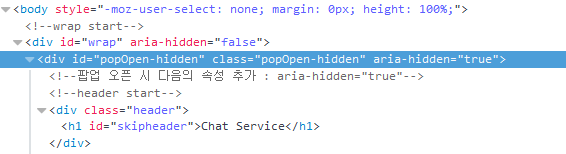 <body style="-moz-user-select: none; margin: 0px; height: 100%;">
<!--wrap start-->
<div id="wrap" aria-hidden="false">
<div id="popOpen-hidden" class="popOpen-hidden" aria-hidden="true">
<!--팝업 오픈 시 다음의 속성 추가 : aria-hidden="true"-->
<!--header start-->
<div class="header">
<h1 id="skipheader">Chat Service</h1>
</div>